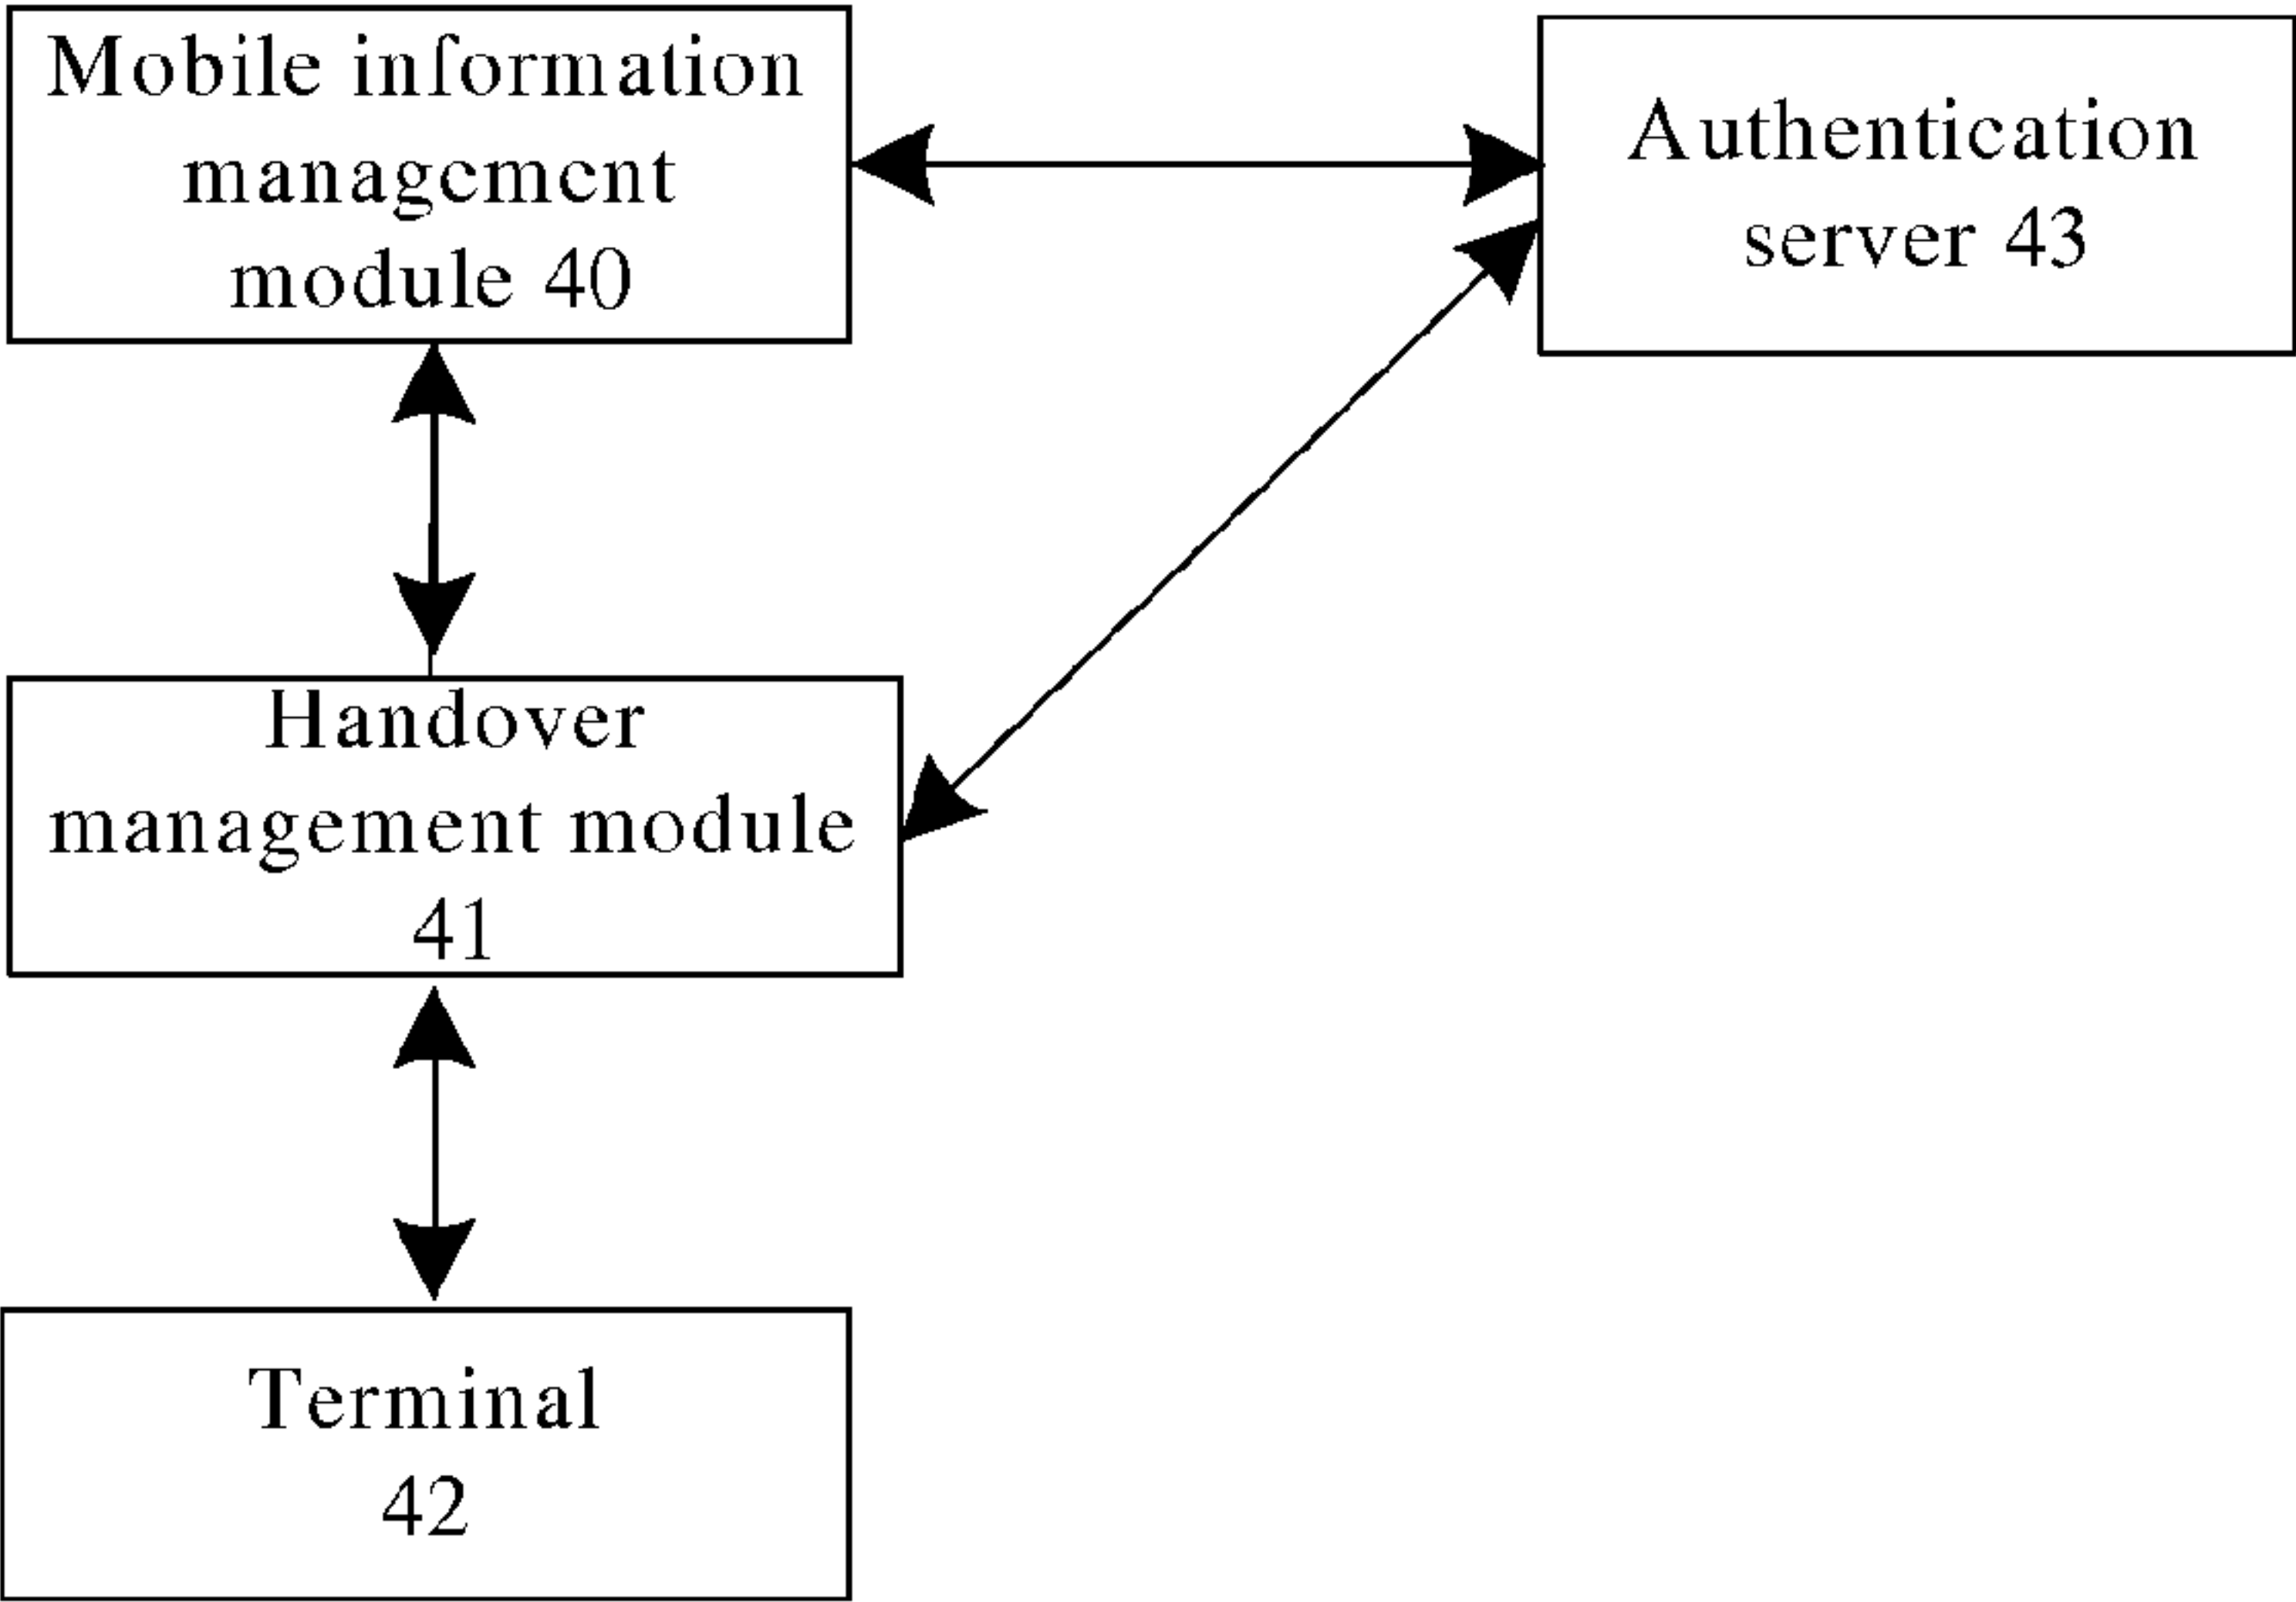 Mobile information
management
module 40
Authentication
server 43
Handover
management module
41
Terminal
42